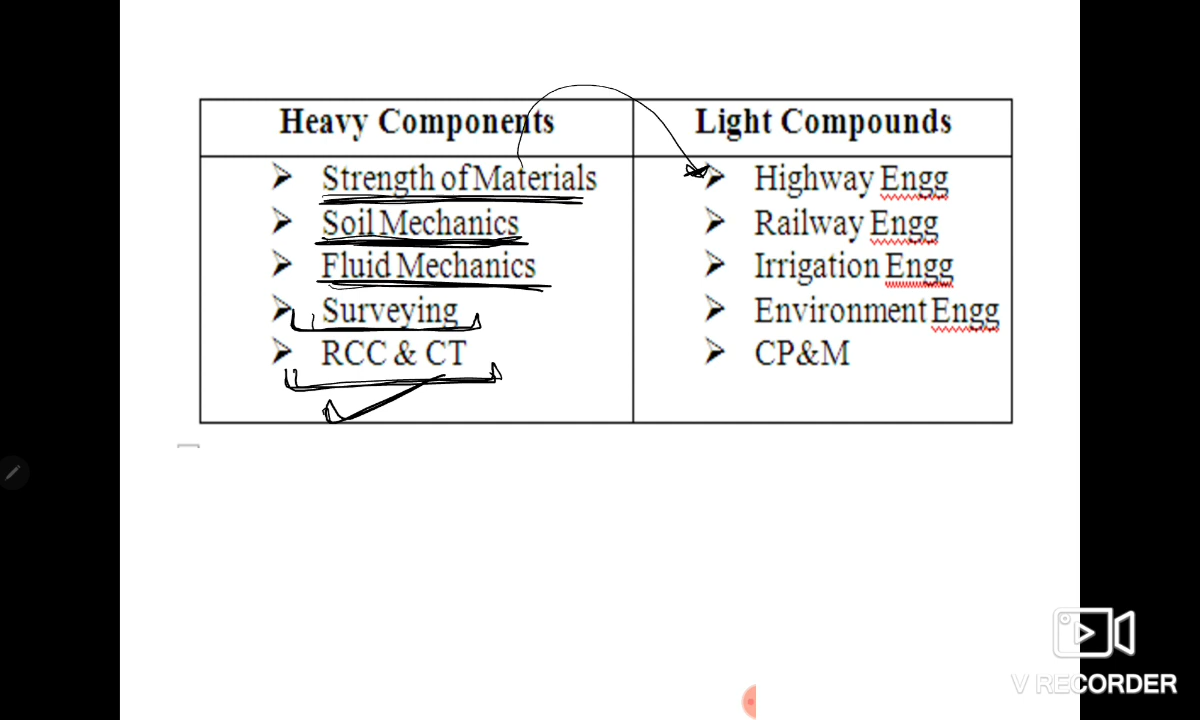 Heavy Components
Light Compounds
Strength of Materials
Soil Mechanics
Fluid Mechanics
Surveying
RCC & CT
Highway Engg
Railway Engg
Irrigation Engg
Environment Engg
CP&M
V RECORDER